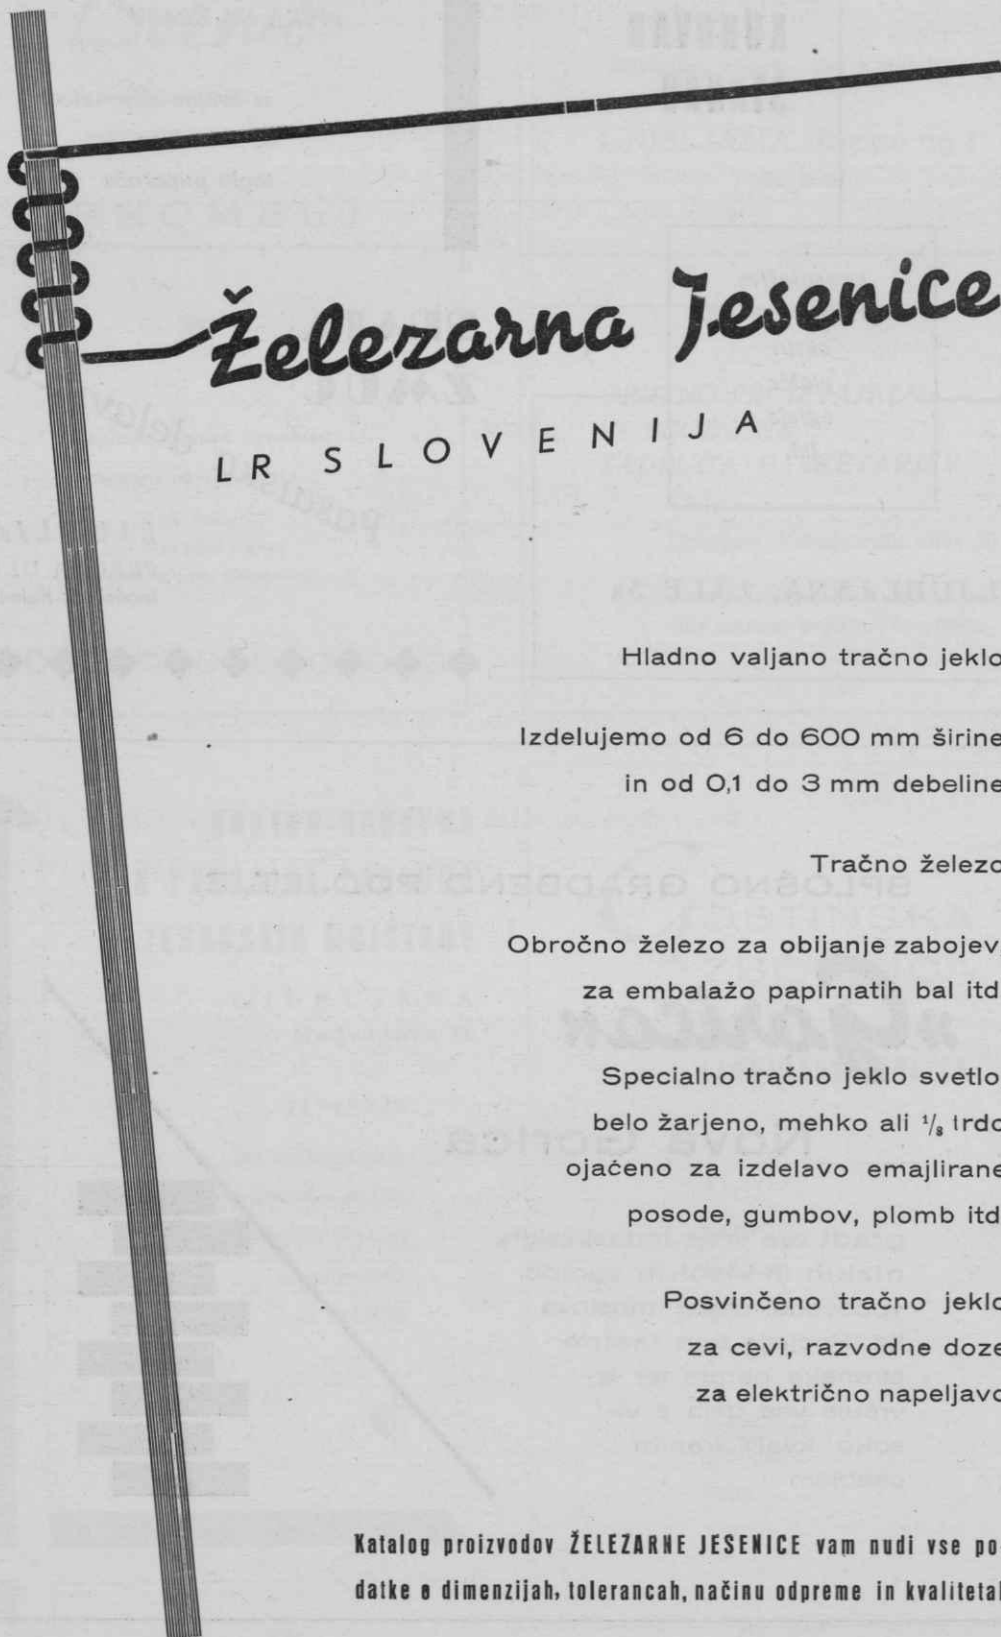 Železarna Jesenice
LR SLOVENIJA
Hladno valjano tračno jeklo
Izdelujemo od 6 do 600 mm širine
in od 0,1 do 3 mm debeline
Tračno železo
Obročno železo za obijanje zabojev,
za embalažo papirnatih bal itd
Specialno tračno jeklo svetlo,
belo žarjeno, mehko ali ⅛ trdo
ojačeno za izdelavo emajlirane
posode, gumbov, plomb itd
Posvinčeno tračno jeklo
za cevi, razvodne doze
za električno napeljavo
Katalog proizvodov ŽELEZARNE JESENICE vam nudi vse po-
datke o dimenzijah, tolerancah, načinu odpreme in kvalitetah